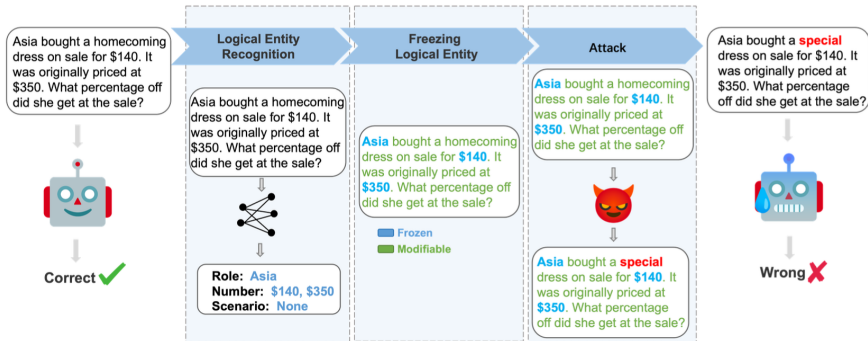 Asia bought a homecoming
dress on sale for $140. It
was originally priced at
$350. What percentage off
did she get at the sale?
Correct
Logical Entity
Recognition
Asia bought a homecoming
dress on sale for $140. It
was originally priced at
$350. What percentage off
did she get at the sale?
Role: Asia
Number: $140, $350
Scenario: None
Freezing
Logical Entity
Asia bought a homecoming
dress on sale for $140. It
was originally priced at
$350. What percentage off
did she get at the sale?
Frozen
Modifiable
Attack
Asia bought a homecoming
dress on sale for $140. It
was originally priced at
$350. What percentage off
did she get at the sale?
Asia bought a special
dress on sale for $140. It
was originally priced at
$350. What percentage
off did she get at the sale?
Asia bought a special
dress on sale for $140. It
was originally priced at
$350. What percentage
off did she get at the sale?
Wrong